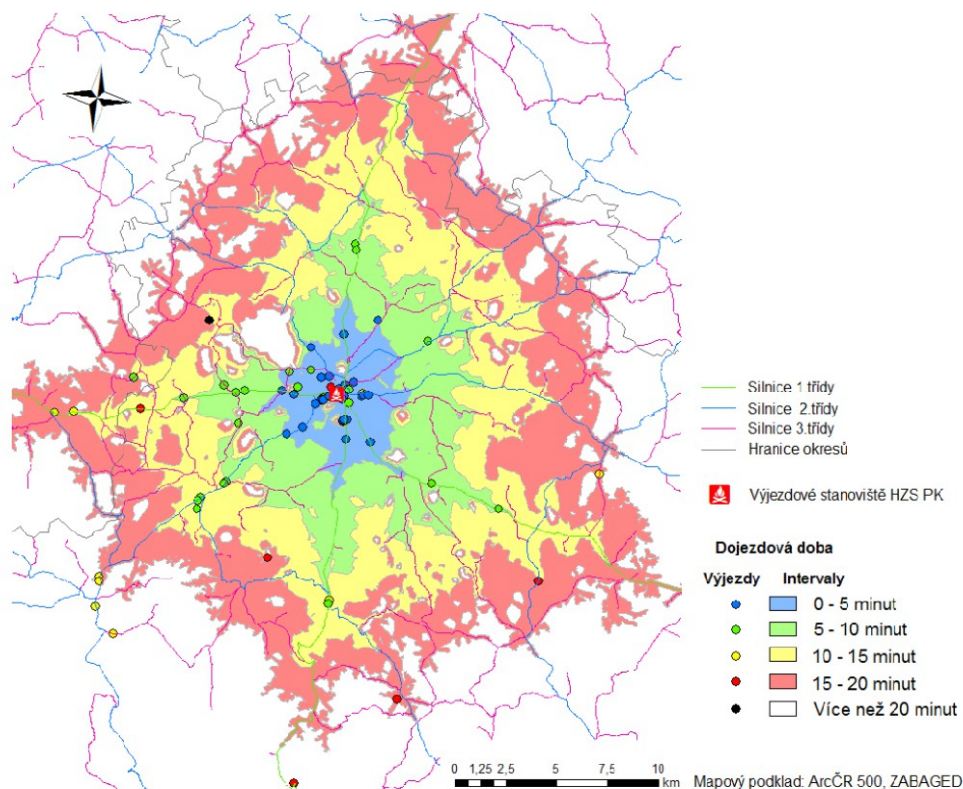 Silnice 1.třídy
Silnice 2.třídy
Silnice 3.třídy
Hranice okresů
Výjezdové stanoviště HZS PK
Dojezdová doba
Výjezdy Intervaly
0 - 5 minut
5 - 10 minut
10 - 15 minut
15 - 20 minut
Více než 20 minut
0 1,25 2,5 5 7,5 10
km
Mapový podklad: ArcČR 500, ZABAGED